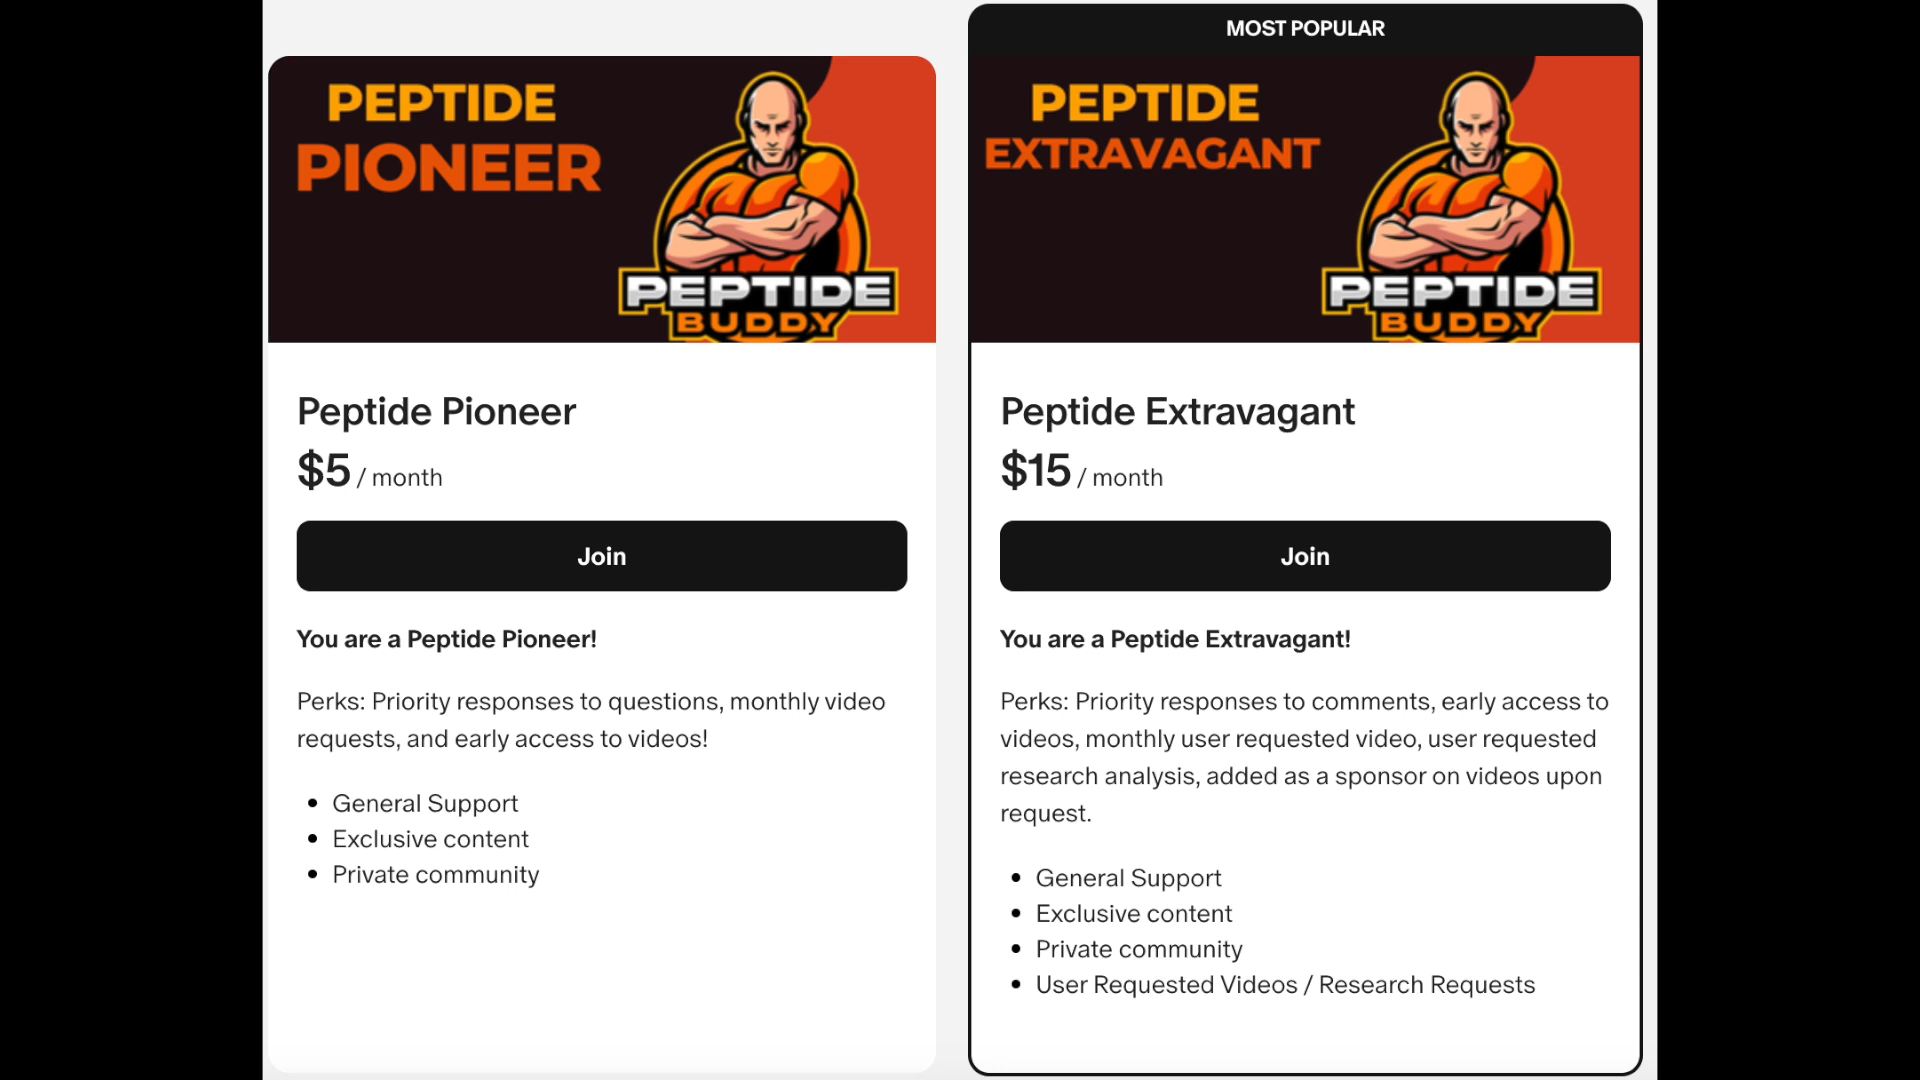 PEPTIDE
PIONEER
PEPTIDE
BUDDY
Peptide Pioneer
$5 / month
Join
You are a Peptide Pioneer!
Perks: Priority responses to questions, monthly video
requests, and early access to videos!
• General Support
• Exclusive content
• Private community
MOST POPULAR
PEPTIDE
EXTRAVAGANT
PEPTIDE
BUDDY
Peptide Extravagant
$15 / month
Join
You are a Peptide Extravagant!
Perks: Priority responses to comments, early access to
videos, monthly user requested video, user requested
research analysis, added as a sponsor on videos upon
request.
• General Support
• Exclusive content
• Private community
• User Requested Videos / Research Requests